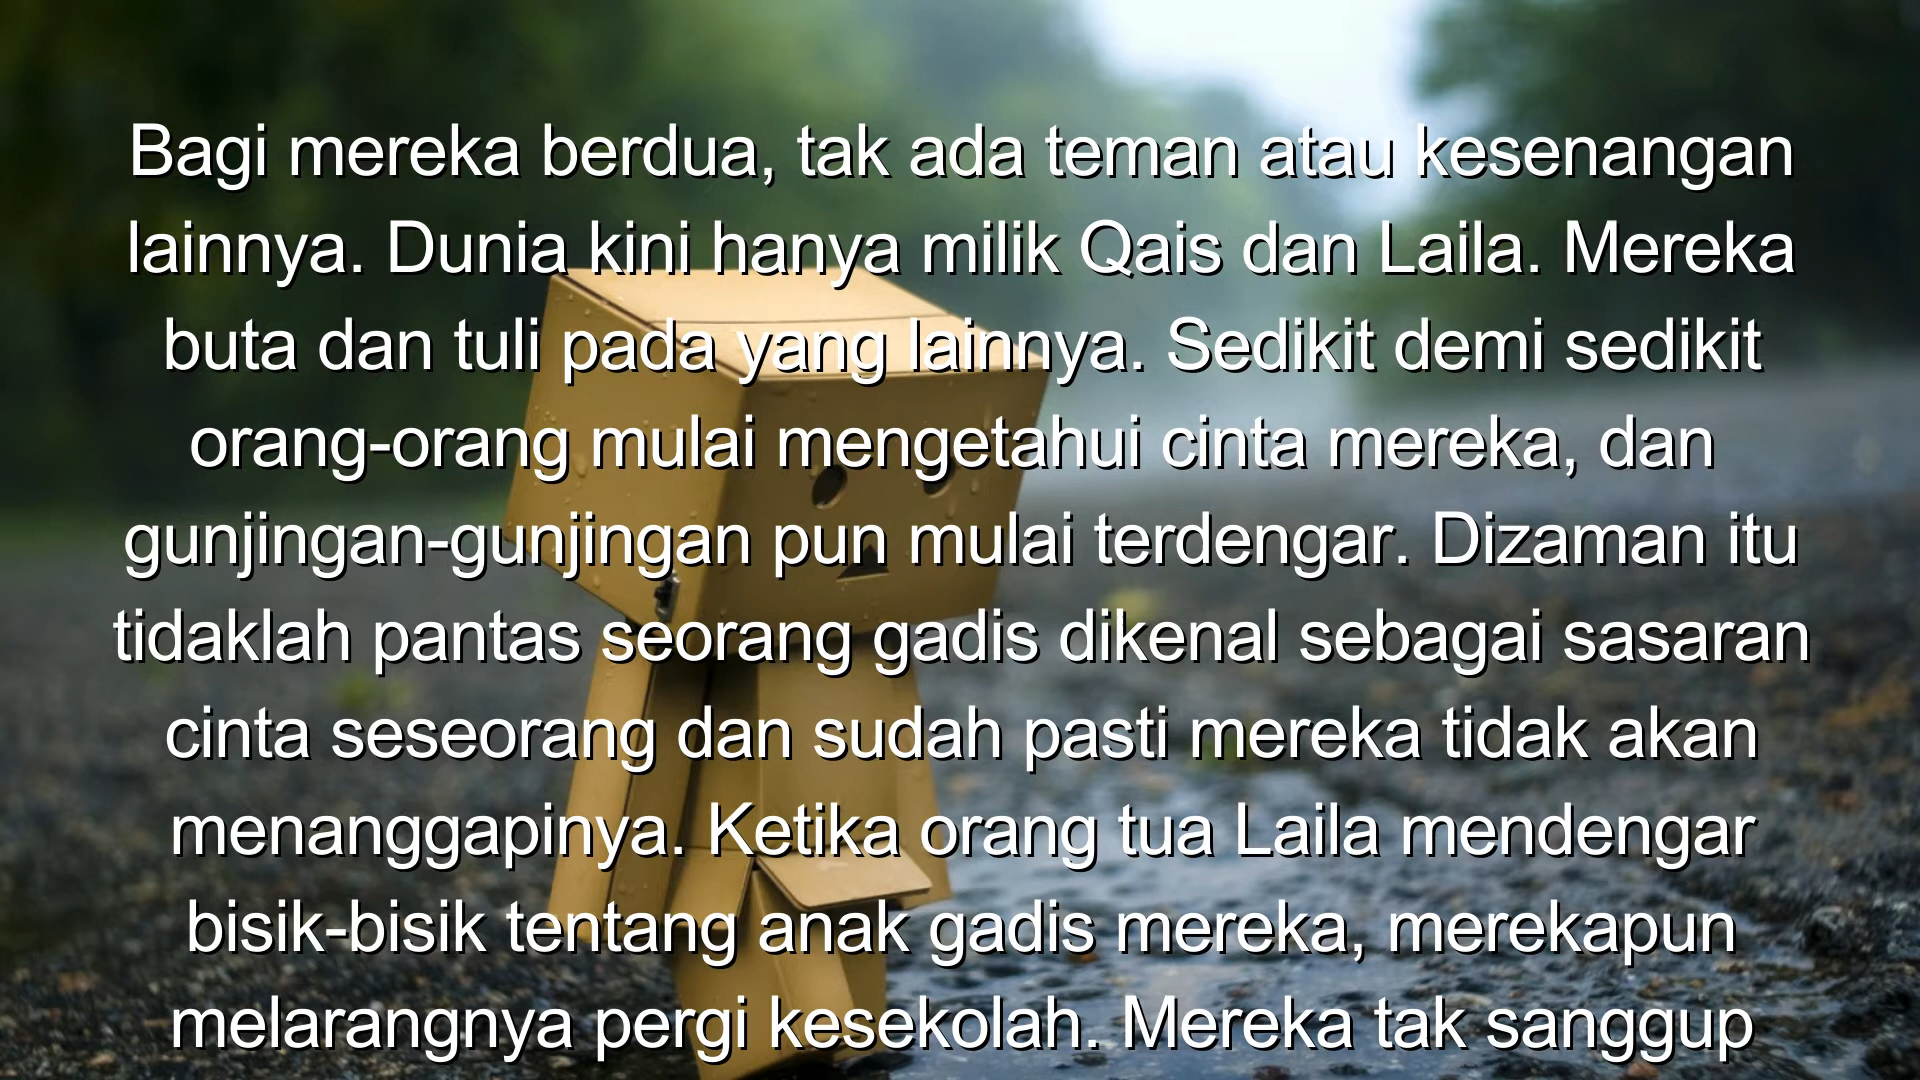 Bagi mereka berdua, tak ada teman atau kesenangan
lainnya. Dunia kini hanya milik Qais dan Laila. Mereka
buta dan tuli pada yang lainnya. Sedikit demi sedikit
orang-orang mulai mengetahui cinta mereka, dan
gunjingan-gunjingan pun mulai terdengar. Dizaman itu
tidaklah pantas seorang gadis dikenal sebagai sasaran
cinta seseorang dan sudah pasti mereka tidak akan
menanggapinya. Ketika orang tua Laila mendengar
bisik-bisik tentang anak gadis mereka, merekapun
melarangnya pergi kesekolah. Mereka tak sanggup